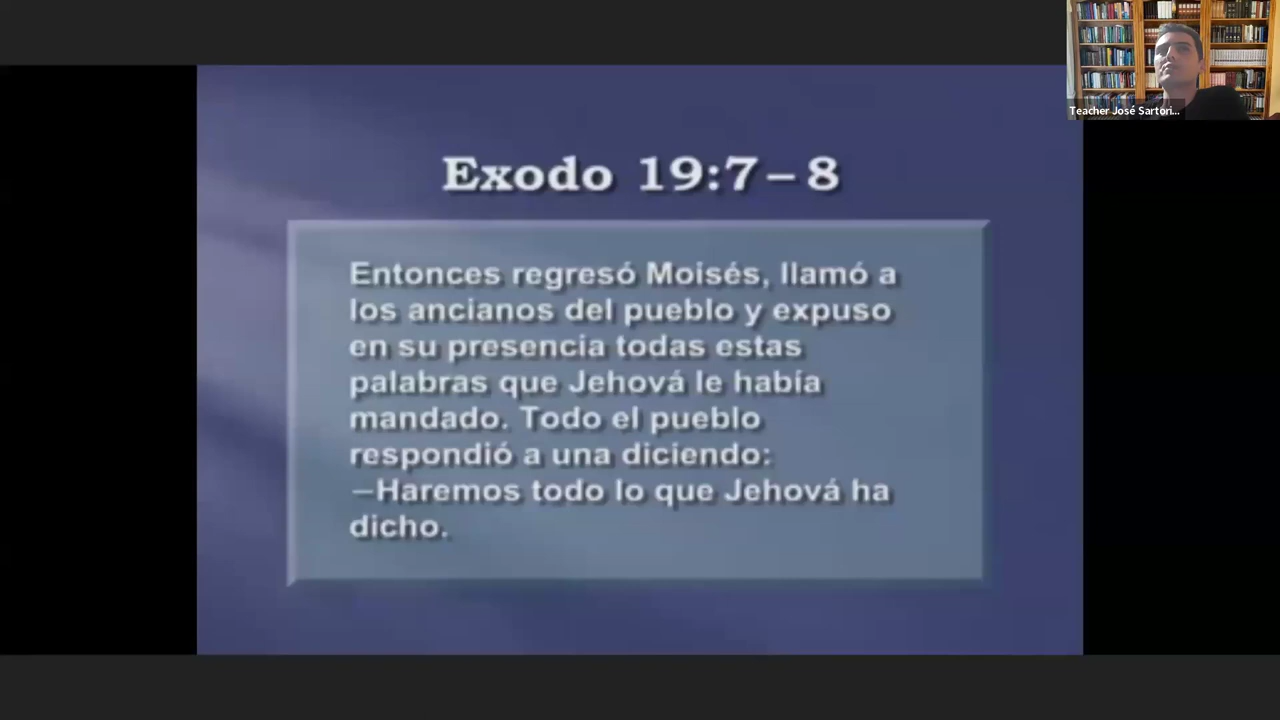 Teacher José Sartori...
Exodo 19:7–8
Entonces regresó Moisés, llamó a
los ancianos del pueblo y expuso
en su presencia todas estas
palabras que Jehová le había
mandado. Todo el pueblo
respondió a una diciendo:
—Haremos todo lo que Jehová ha
dicho.